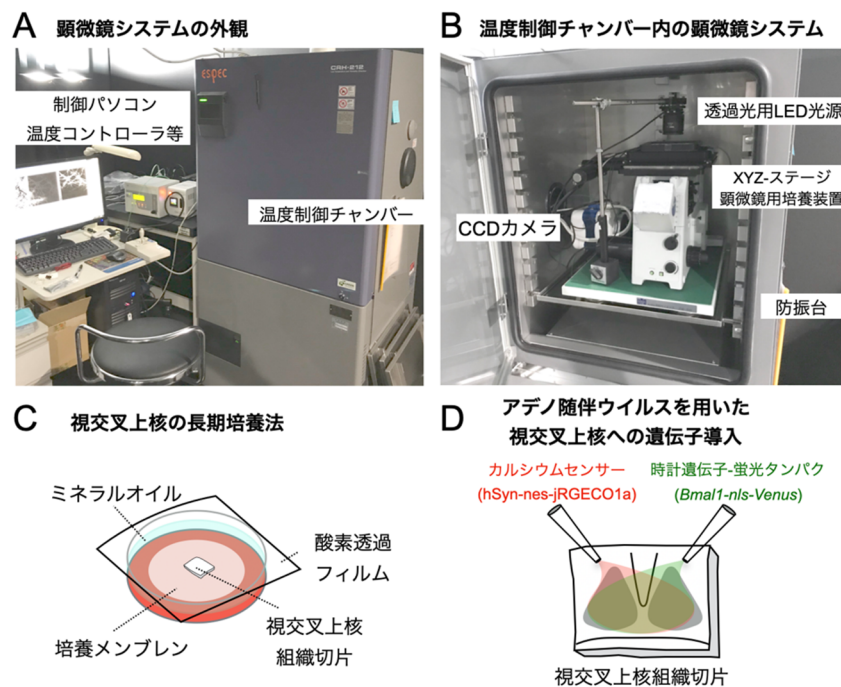 A 顕微鏡システムの外観
espec
CRH-212
制御パソコン
温度コントローラ等
温度制御チャンバー
B 温度制御チャンバー内の顕微鏡システム
透過光用LED光源
XYZ-ステージ
顕微鏡用培養装置
CCDカメラ
防振台
C 視交叉上核の長期培養法
ミネラルオイル
酸素透過
フィルム
視交叉上核
組織切片
培養メンブレン
D アデノ随伴ウイルスを用いた
視交叉上核への遺伝子導入
カルシウムセンサー
(hSyn-nes-jRGECO1a)
時計遺伝子-蛍光タンパク
(Bmal1-nls-Venus)
視交叉上核組織切片